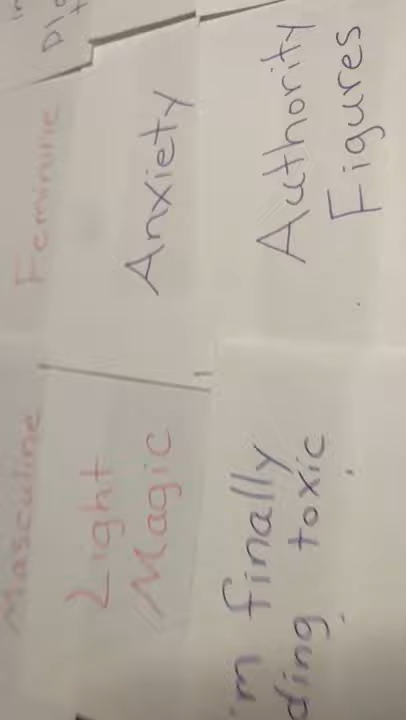 Feminine
Anxiety
Authority
Figures
Masculine
Light
Magic
m finally
ding toxic